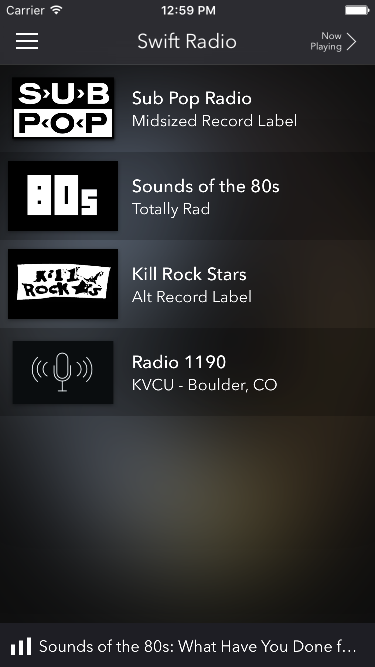 Carrier 12:59 PM
Swift Radio
Now
Playing
SUB
POP
Sub Pop Radio
Midsized Record Label
80s
Sounds of the 80s
Totally Rad
Kill
Rock
Kill Rock Stars
Alt Record Label
Radio 1190
KVCU - Boulder, CO
Sounds of the 80s: What Have You Done f...